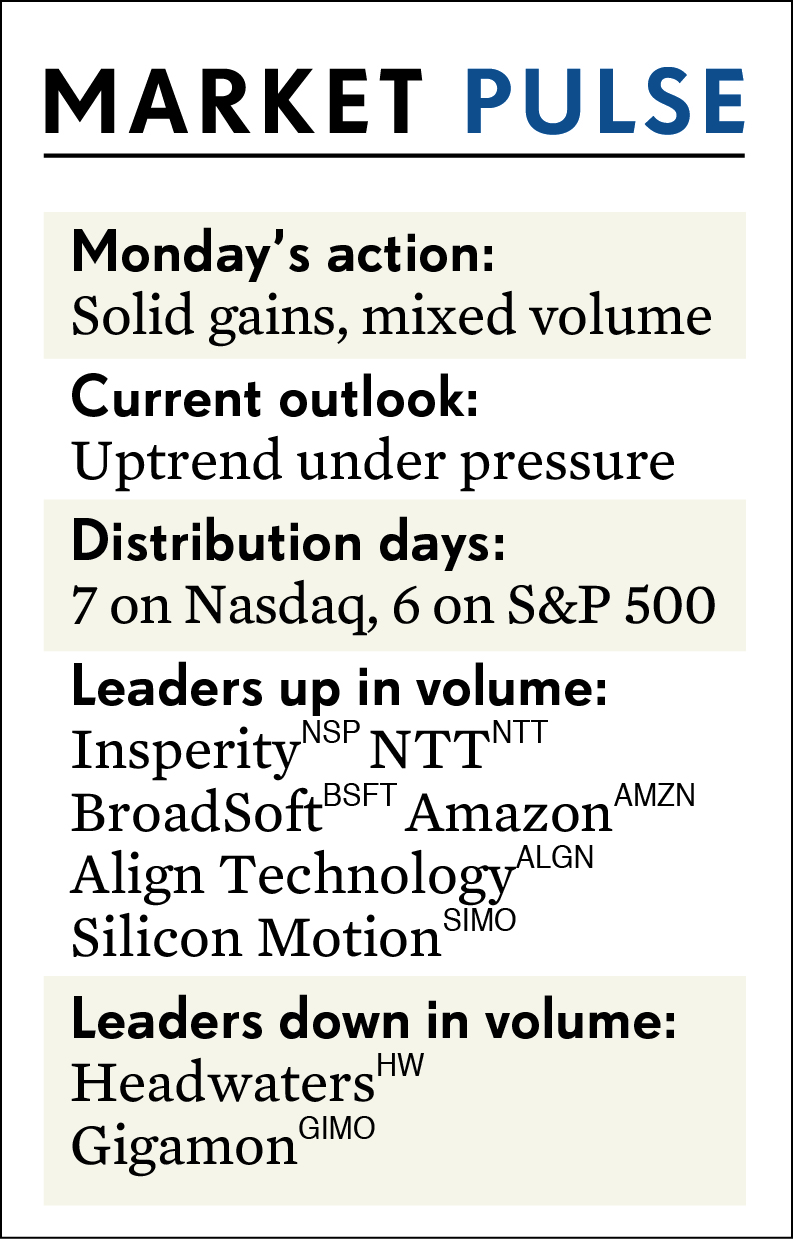 MARKET PULSE
Monday’s action:
Solid gains, mixed volume
Current outlook:
Uptrend under pressure
Distribution days:
7 on Nasdaq, 6 on S&P 500
Leaders up in volume:
Insperity NSP NTT NTT
BroadSoft BSFT Amazon AMZN
Align Technology ALGN
Silicon Motion SIMO
Leaders down in volume:
Headwaters HW
Gigamon GIMO